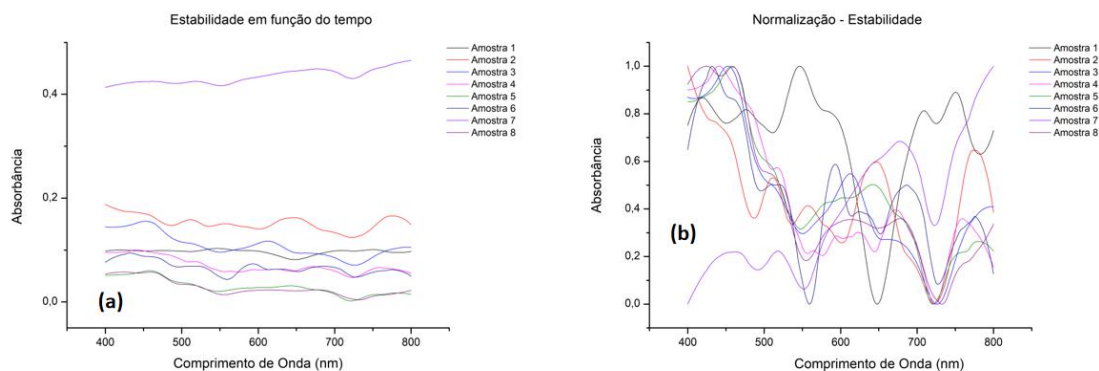 Estabilidade em função do tempo
Absorbância
0,4
0,2
0,0
(a)
400
500
600
700
800
Comprimento de Onda (nm)
Amostra 1
Amostra 2
Amostra 3
Amostra 4
Amostra 5
Amostra 6
Amostra 7
Amostra 8
Normalização - Estabilidade
Absorbância
1,0
0,8
0,6
0,4
0,2
0,0
(b)
400
500
600
700
800
Comprimento de Onda (nm)
Amostra 1
Amostra 2
Amostra 3
Amostra 4
Amostra 5
Amostra 6
Amostra 7
Amostra 8